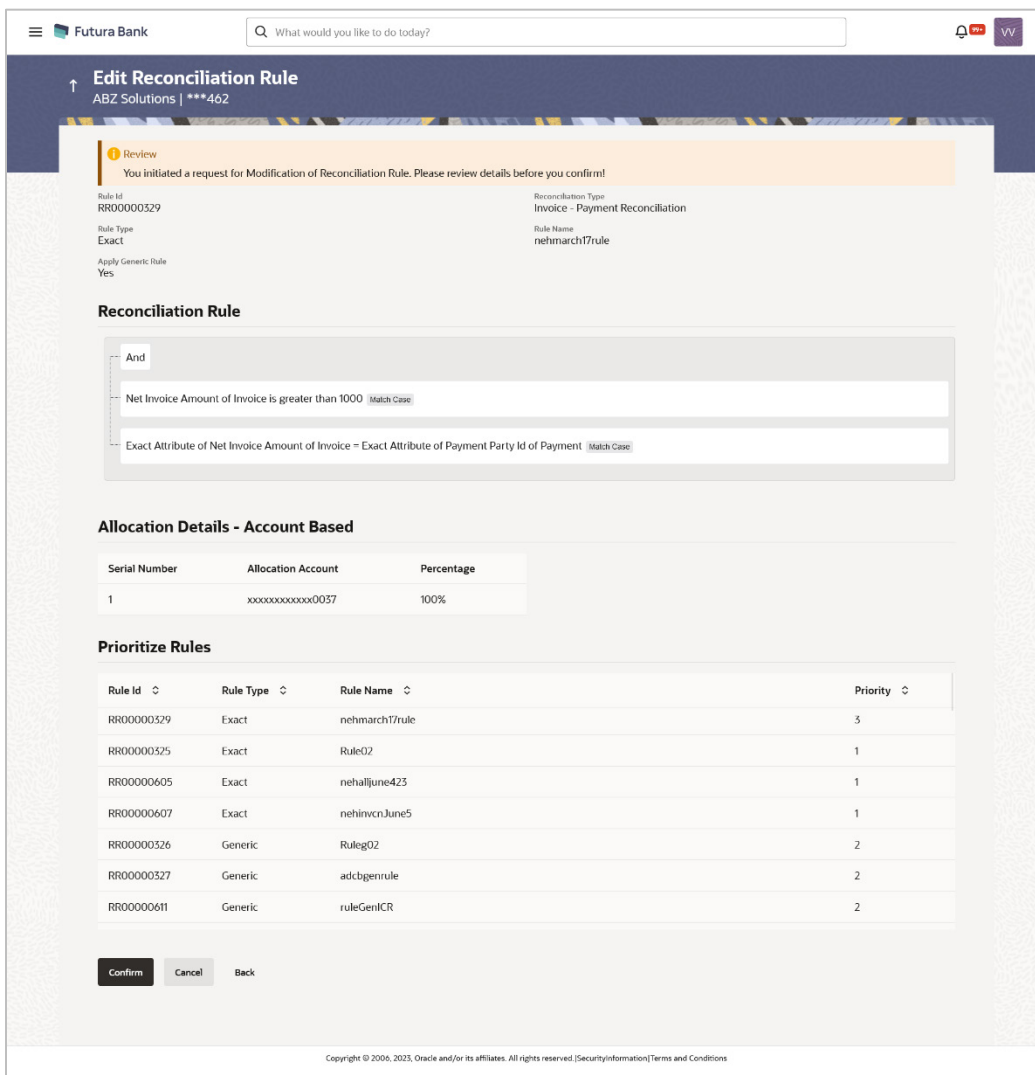 Futura Bank
What would you like to do today?
99+
VV
Edit Reconciliation Rule
ABZ Solutions | ***462
Review
You initiated a request for Modification of Reconciliation Rule. Please review details before you confirm!
Rule Id
RR00000329
Reconciliation Type
Invoice - Payment Reconciliation
Rule Type
Exact
Rule Name
nehmarch17rule
Apply Generic Rule
Yes
Reconciliation Rule
And
Net Invoice Amount of Invoice is greater than 1000 Match Case
Exact Attribute of Net Invoice Amount of Invoice = Exact Attribute of Payment Party Id of Payment Match Case
Allocation Details - Account Based
Serial Number Allocation Account Percentage
1 xxxxxxxxxxxx0037 100%
Prioritize Rules
Rule Id Rule Type Rule Name Priority
RR00000329 Exact nehmarch17rule 3
RR00000325 Exact Rule02 1
RR00000605 Exact nehalljune423 1
RR00000607 Exact nehinvcnJune5 1
RR00000326 Generic Ruleg02 2
RR00000327 Generic adcbgenrule 2
RR00000611 Generic ruleGenICR 2
Confirm Cancel Back
Copyright © 2006, 2023, Oracle and/or its affiliates. All rights reserved.|SecurityInformation|Terms and Conditions